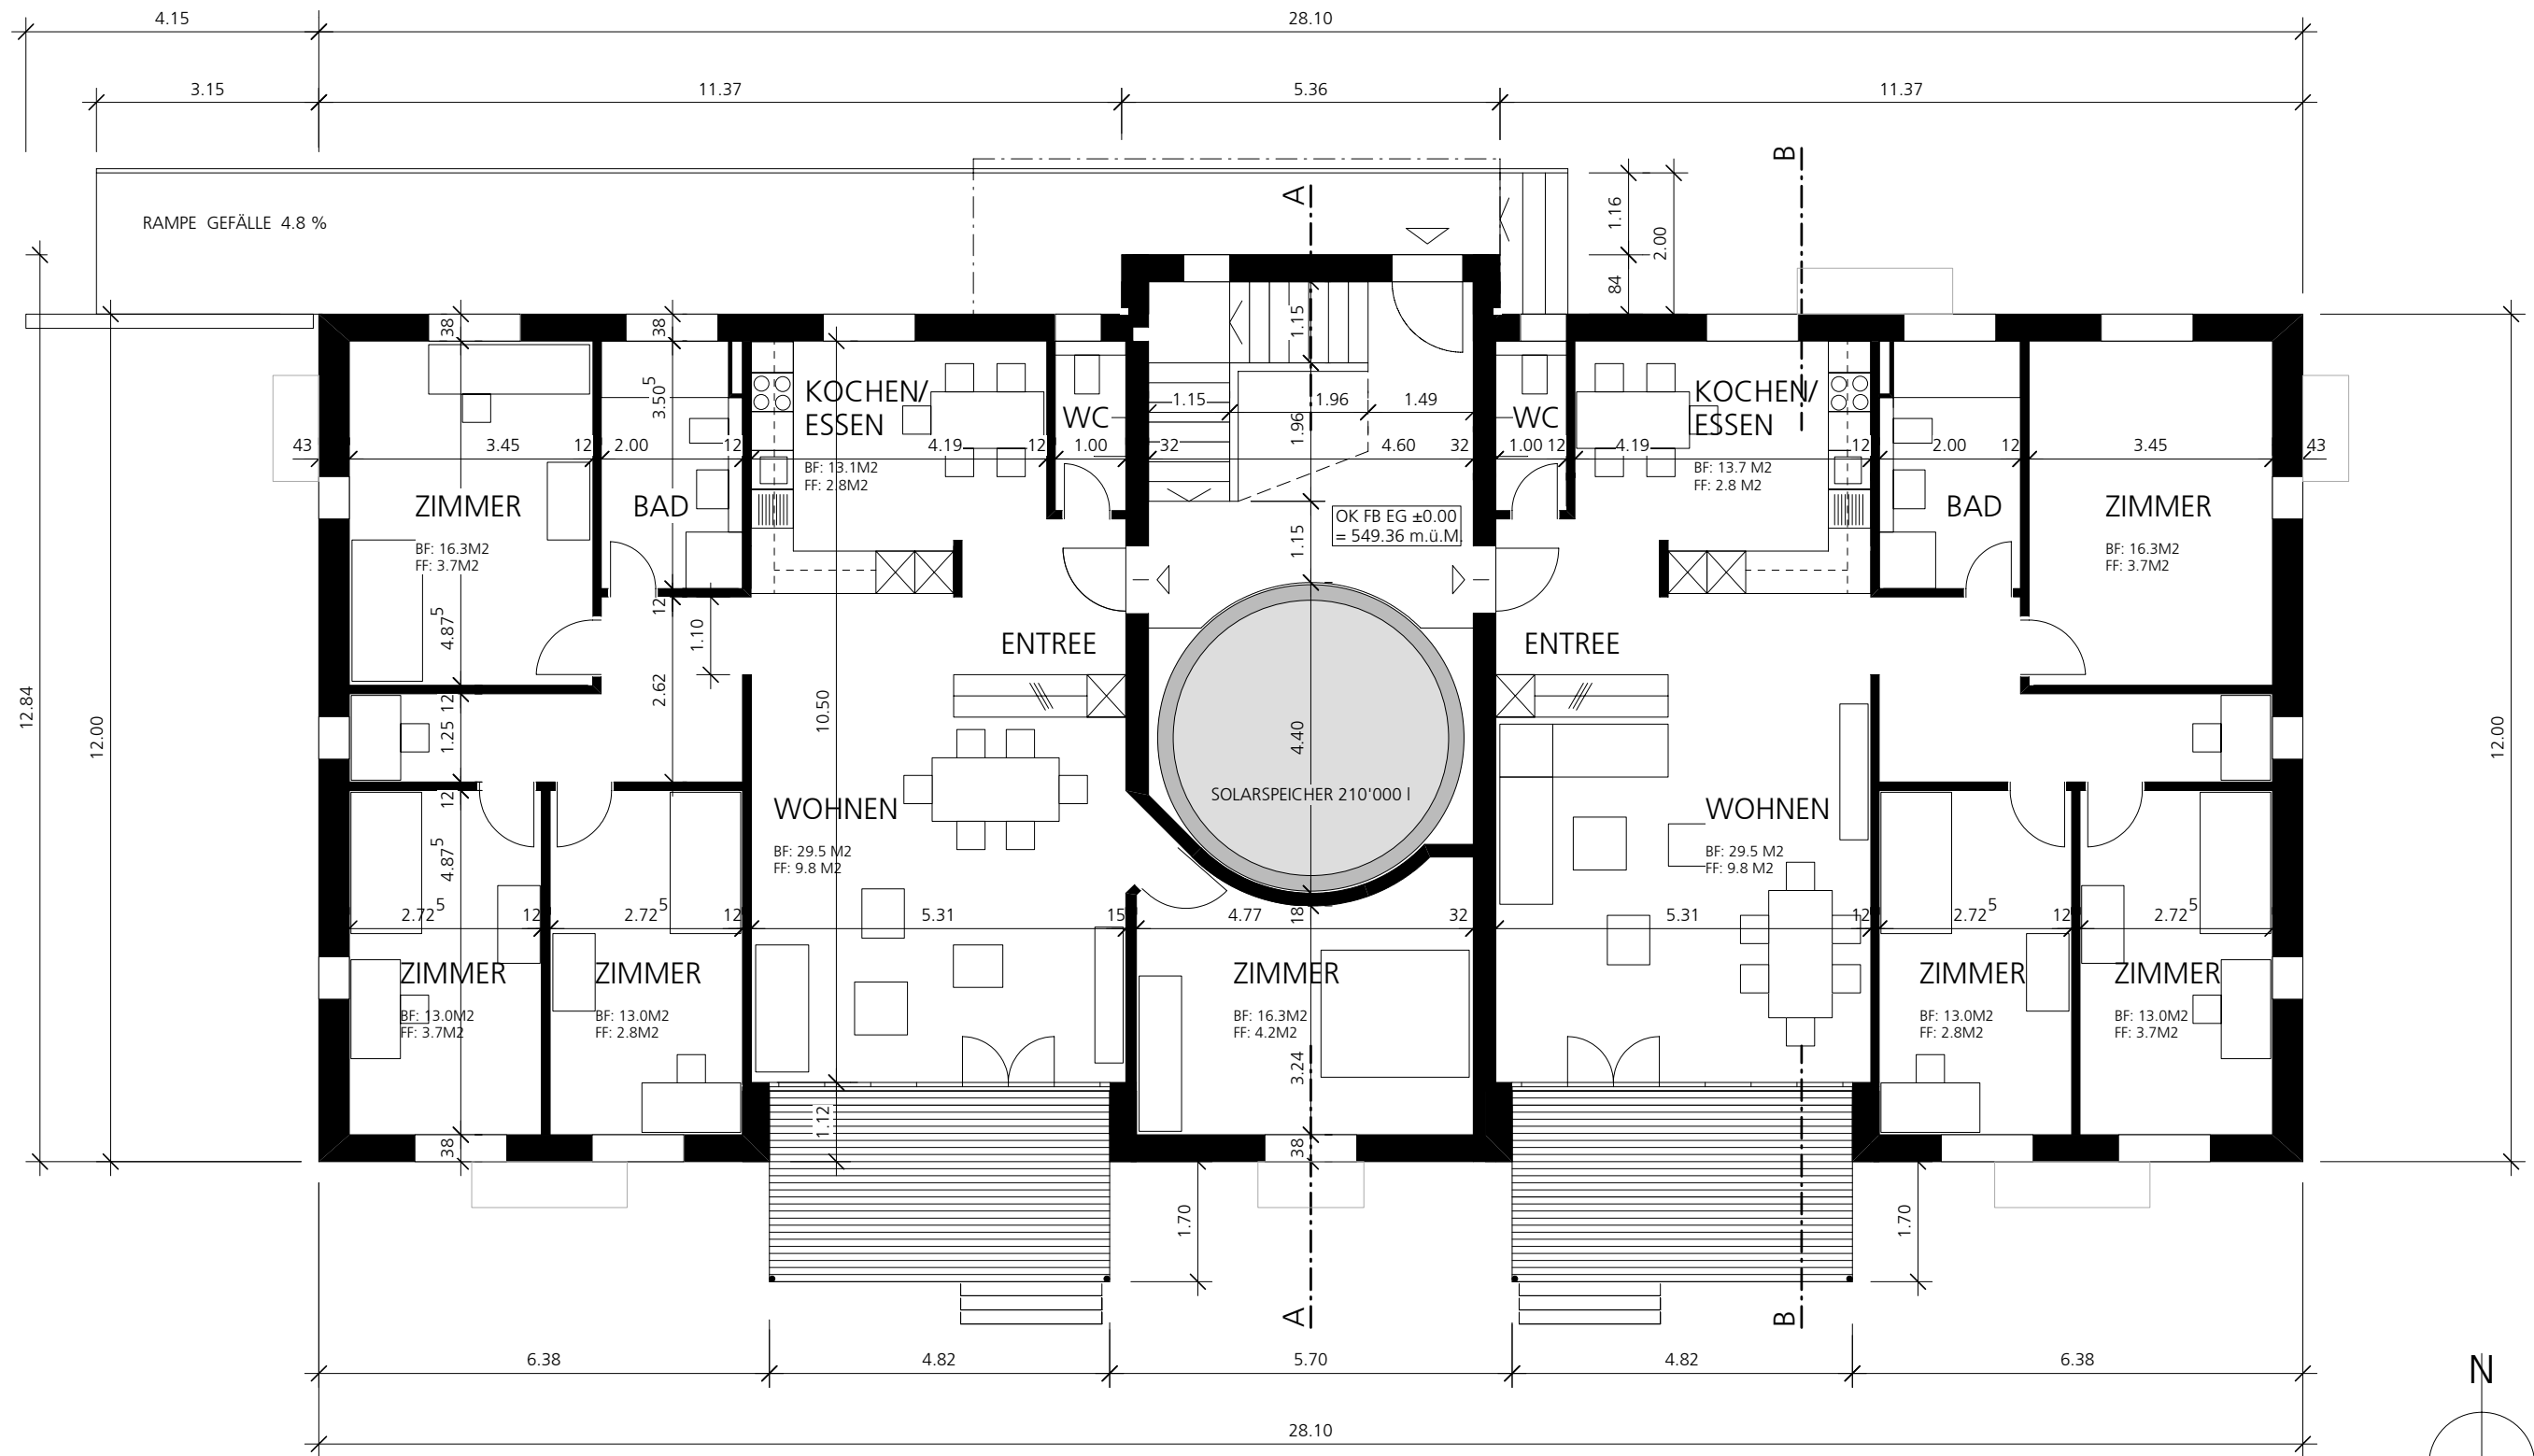 4.15
28.10
3.15
11.37
5.36
11.37
B
A
RAMPE GEFÄLLE 4.8 %
1.16
2.00
84
38
38
1.15
3.50⁵
KOCHEN/
ESSEN
WC
1.15
1.96
1.49
1.96
WC
KOCHEN/
ESSEN
43
3.45
12
2.00
12
4.19
12
1.00
32
4.60
32
1.00
12
4.19
12
2.00
12
3.45
43
BF: 13.1M2
FF: 2.8M2
BF: 13.7 M2
FF: 2.8 M2
ZIMMER
BAD
BAD
ZIMMER
OK FB EG ±0.00
= 549.36 m.ü.M.
1.15
BF: 16.3M2
FF: 3.7M2
BF: 16.3M2
FF: 3.7M2
12
4.87⁵
1.10
ENTREE
ENTREE
2.62
12
12.84
12.00
1.25
10.50
4.40
12.00
12
SOLARSPEICHER 210'000 l
WOHNEN
WOHNEN
4.87⁵
BF: 29.5 M2
FF: 9.8 M2
BF: 29.5 M2
FF: 9.8 M2
2.72⁵
12
2.72⁵
12
5.31
15
4.77
18
32
5.31
12
2.72⁵
12
2.72⁵
ZIMMER
ZIMMER
ZIMMER
ZIMMER
ZIMMER
BF: 13.0M2
FF: 3.7M2
BF: 13.0M2
FF: 2.8M2
BF: 16.3M2
FF: 4.2M2
BF: 13.0M2
FF: 2.8M2
BF: 13.0M2
FF: 3.7M2
3.24
1.12
38
38
1.70
1.70
A
B
6.38
4.82
5.70
4.82
6.38
N
28.10